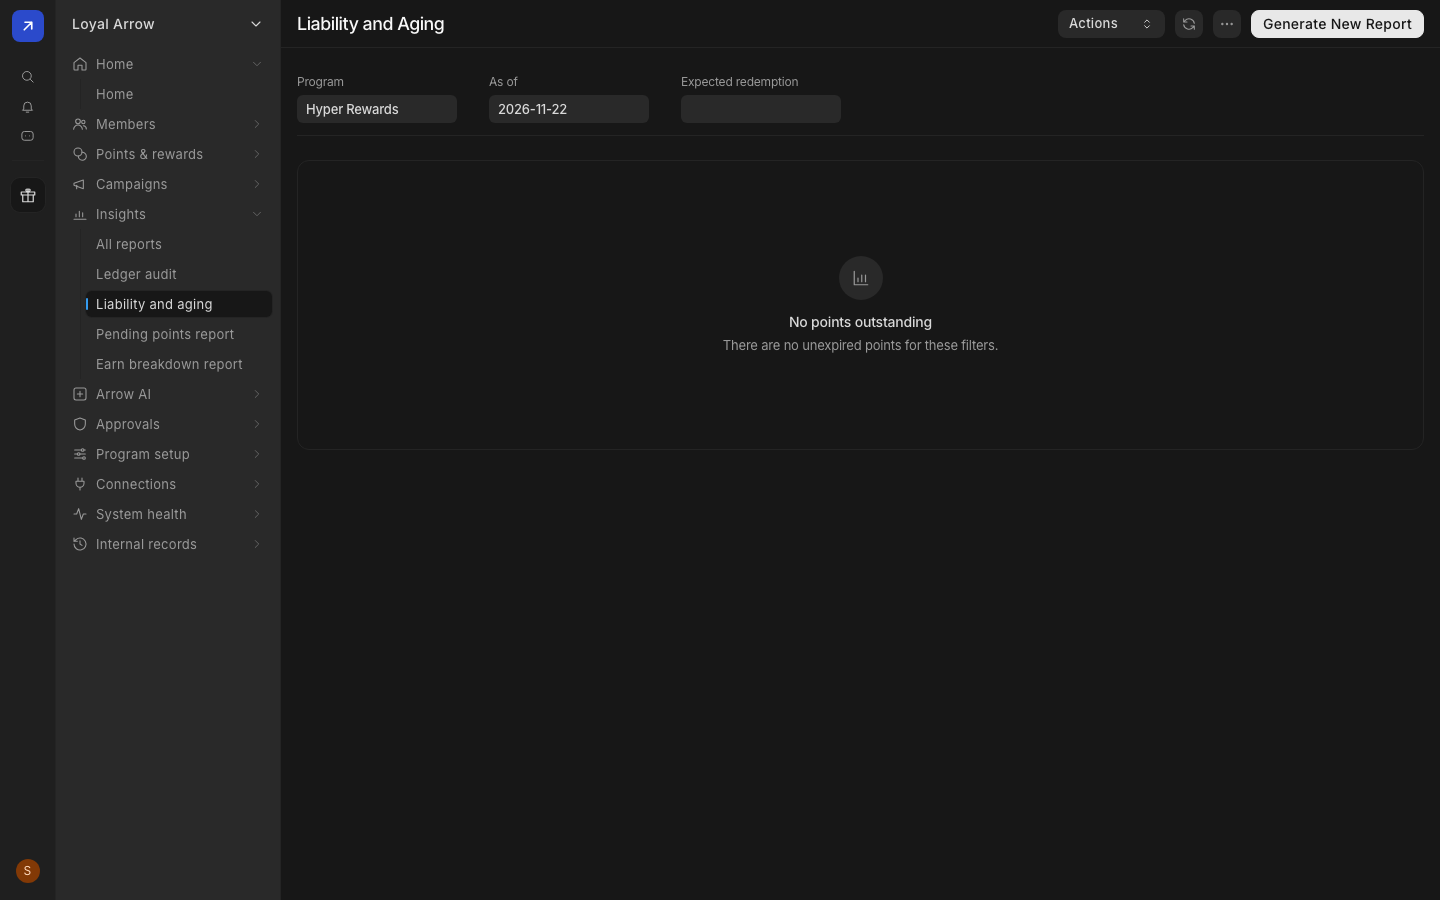 Loyal Arrow
Home
Home
Members
Points & rewards
Campaigns
Insights
All reports
Ledger audit
Liability and aging
Pending points report
Earn breakdown report
Arrow AI
Approvals
Program setup
Connections
System health
Internal records
S
Liability and Aging
Actions
Generate New Report
Program
As of
Expected redemption
Hyper Rewards
2026-11-22
No points outstanding
There are no unexpired points for these filters.